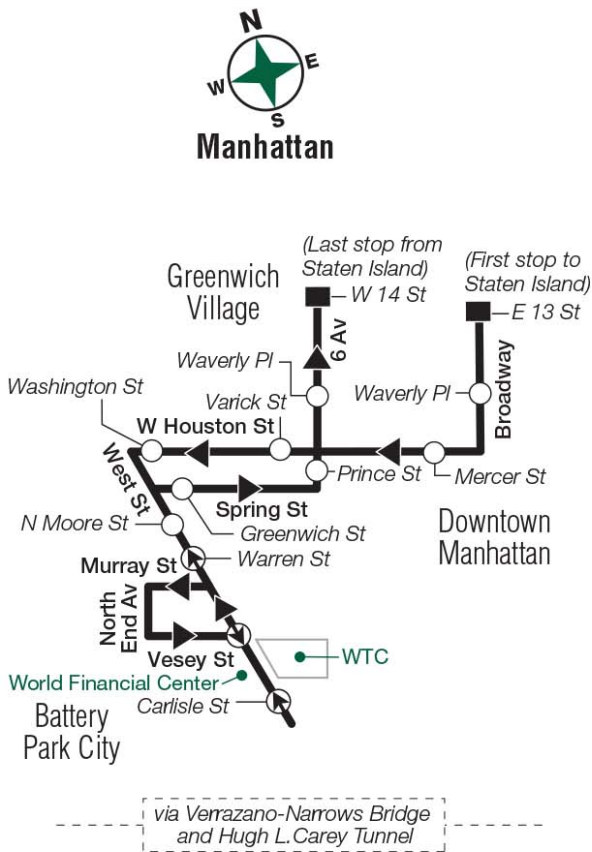 N
E
W
S
Manhattan
(Last stop from
Staten Island)
(First stop to
Staten Island)
Greenwich
Village
W 14 St
E 13 St
6 Av
Broadway
Waverly Pl
Waverly Pl
Washington St
Varick St
W Houston St
West St
Prince St
Mercer St
Spring St
Greenwich St
N Moore St
Downtown
Manhattan
Warren St
Murray St
North
End Av
Vesey St
WTC
World Financial Center
Carlisle St
Battery
Park City
via Verrazano-Narrows Bridge
and Hugh L.Carey Tunnel